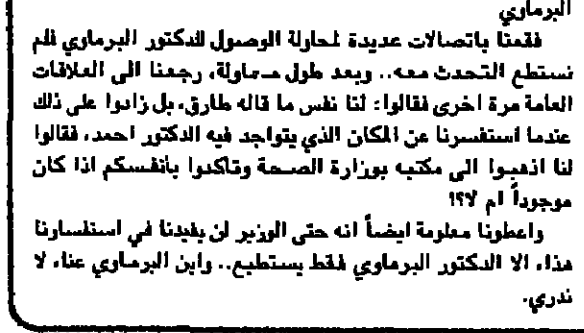 البرماوي
فقمنا باتصالات عديدة لمحاولة الوصول للدكتور البرماوي فلم
نستطع التحدث معه.. وبعد طول محاولة، رجعنا الى العلاقات
العامة مرة اخرى فقالوا: لنا نفس ما قاله طارق، بل زادوا على ذلك
عندما استفسرنا عن المكان الذي يتواجد فيه الدكتور احمد، فقالوا
لنا اذهبوا الى مكتبه بوزارة الصحة وتاكدوا بانفسكم اذا كان
موجوداً ام لا؟!!
واعطونا معلومة ايضاً انه حتى الوزير لن يفيدنا في استفسارنا
هذا، الا الدكتور البرماوي فقط يستطيع.. واين البرماوي عنا، لا
ندري.